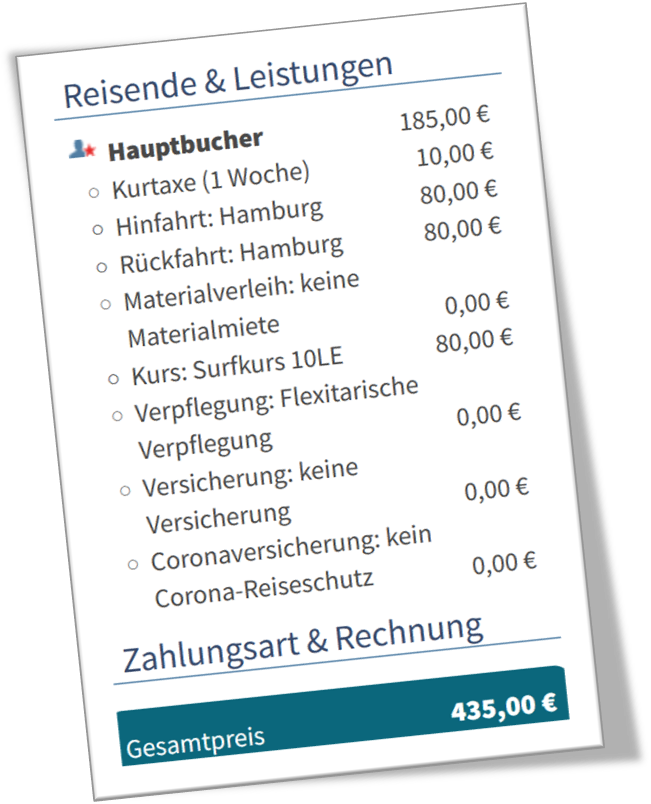 Reisende & Leistungen
Hauptbucher 185,00 €
Kurtaxe (1 Woche) 10,00 €
Hinfahrt: Hamburg 80,00 €
Rückfahrt: Hamburg 80,00 €
Materialverleih: keine
Materialmiete 0,00 €
Kurs: Surfkurs 10LE 80,00 €
Verpflegung: Flexitarische
Verpflegung 0,00 €
Versicherung: keine
Versicherung 0,00 €
Coronaversicherung: kein
Corona-Reiseschutz 0,00 €
Zahlungsart & Rechnung
Gesamtpreis 435,00 €